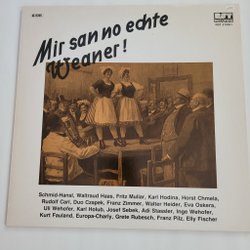 Mir san no echte
Weaner!
Schmid-Hansl, Waltraud Haas, Fritz Muliar, Karl Hodina, Horst Chmela,
Rudolf Carl, Duo Czapek, Franz Zimmer, Walter Heider, Eva Oskera,
Uli Wehofer, Karl Holub, Josef Sebek, Adi Stassler, Inge Wehofer,
Kurt Fauland, Europa-Charly, Grete Rubesch, Franz Pilz, Elly Fischer